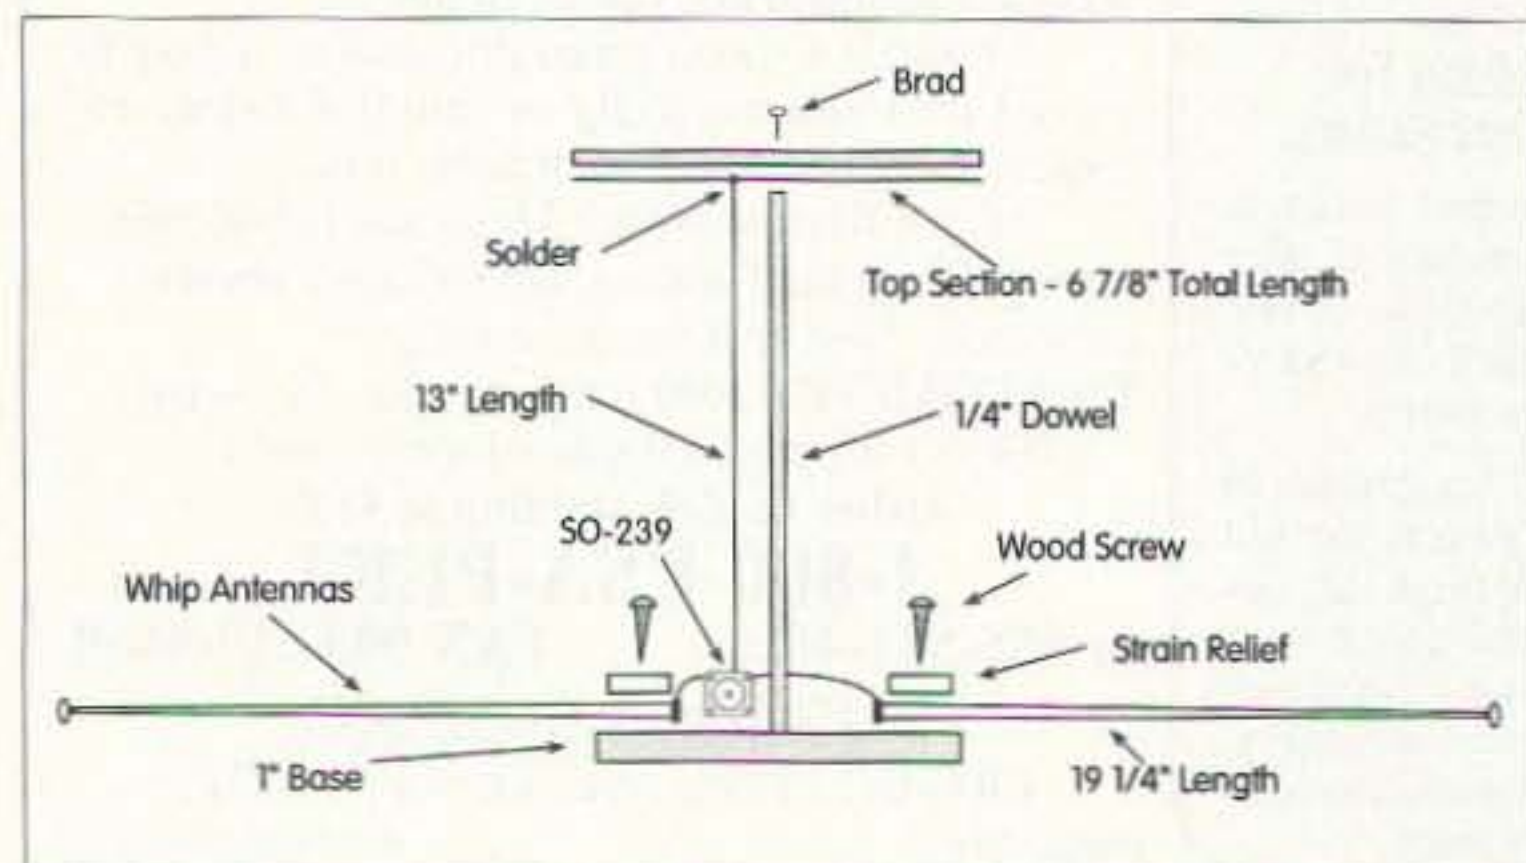 Brad
Solder
Top Section - 6 7/8" Total Length
13" Length
1/4" Dowel
SO-239
Wood Screw
Whip Antennas
Strain Relief
1" Base
19 1/4" Length